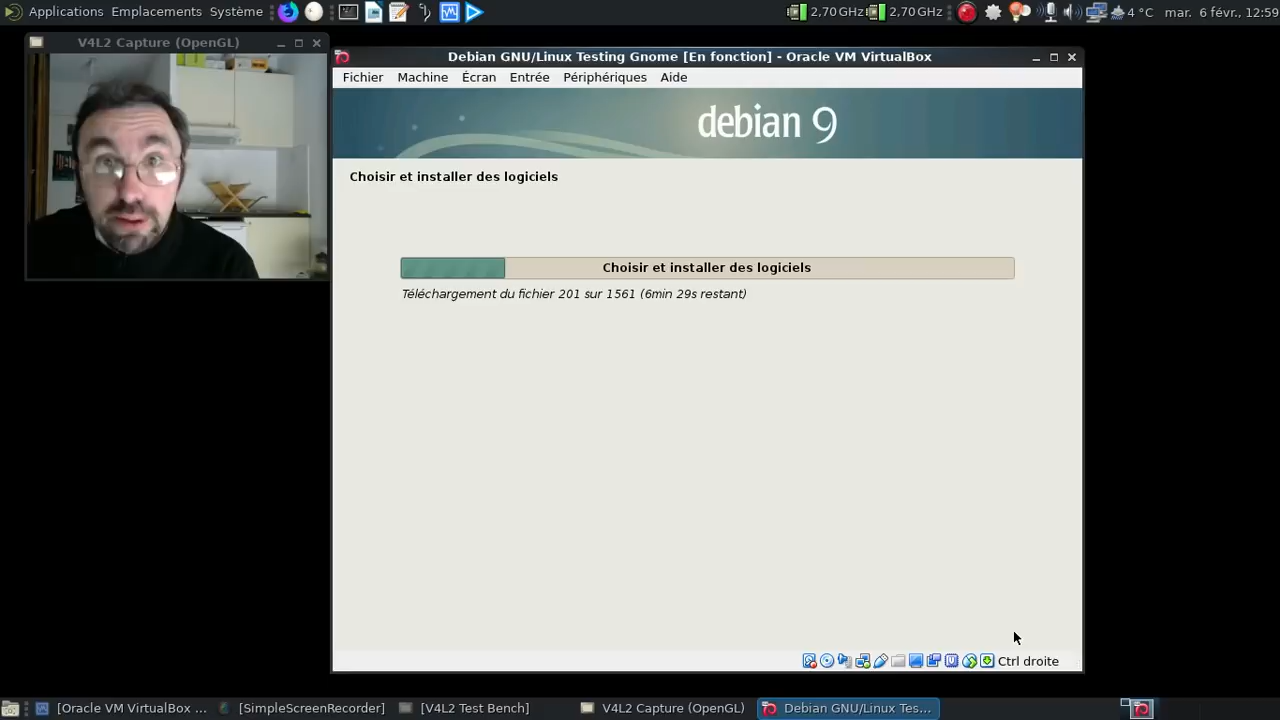 Applications Emplacements Système 2,70 GHz 2,70 GHz 4 °C mar. 6 févr., 12:59
V4L2 Capture (OpenGL)
Debian GNU/Linux Testing Gnome [En fonction] - Oracle VM VirtualBox
Fichier Machine Écran Entrée Périphériques Aide
debian 9
Choisir et installer des logiciels
Choisir et installer des logiciels
Téléchargement du fichier 201 sur 1561 (6min 29s restant)
Ctrl droite
[Oracle VM VirtualBox ... [SimpleScreenRecorder] [V4L2 Test Bench] V4L2 Capture (OpenGL) Debian GNU/Linux Tes...